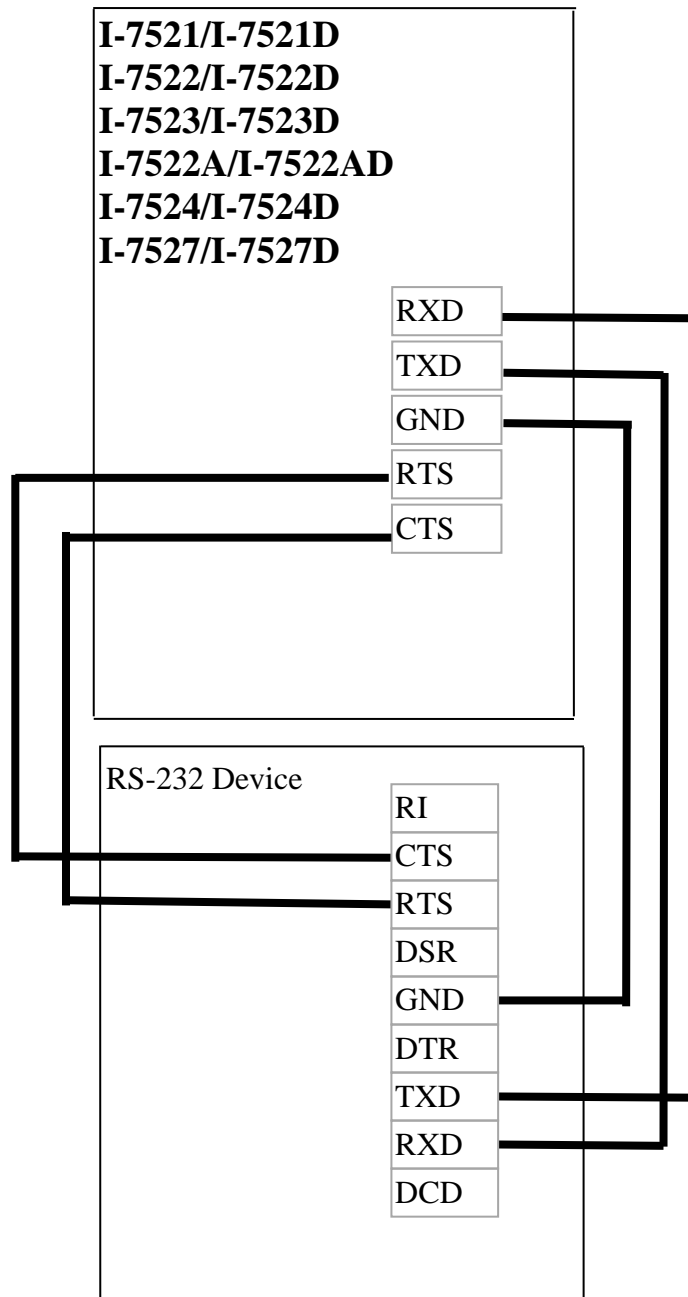 I-7521/I-7521D
I-7522/I-7522D
I-7523/I-7523D
I-7522A/I-7522AD
I-7524/I-7524D
I-7527/I-7527D
RXD
TXD
GND
RTS
CTS
RS-232 Device
RI
CTS
RTS
DSR
GND
DTR
TXD
RXD
DCD